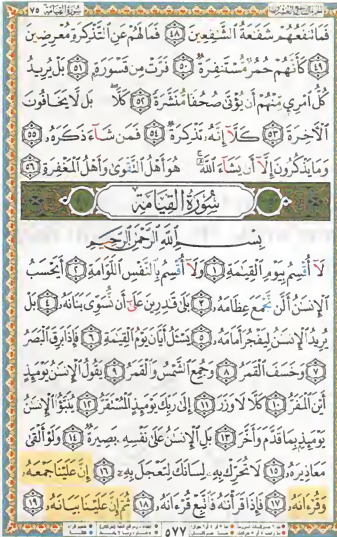 سُورَةُ القِيَامَةِ ٧٥
فَمَا تَنفَعُهُمْ شَفَٰعَةُ ٱلشَّٰفِعِينَ ٤٨ فَمَا لَهُمْ عَنِ ٱلتَّذْكِرَةِ مُعْرِضِينَ
٤٩ كَأَنَّهُمْ حُمُرٌ مُّسْتَنفِرَةٌ ٥٠ فَرَّتْ مِن قَسْوَرَةٍۭ ٥١ بَلْ يُرِيدُ
كُلُّ ٱمْرِئٍ مِّنْهُمْ أَن يُؤْتَىٰ صُحُفًا مُّنَشَّرَةً ٥٢ كَلَّا ۖ بَل لَّا يَخَافُونَ
ٱلْءَاخِرَةَ ٥٣ كَلَّآ إِنَّهُۥ تَذْكِرَةٌ ٥٤ فَمَن شَآءَ ذَكَرَهُۥ ٥٥
وَمَا يَذْكُرُونَ إِلَّآ أَن يَشَآءَ ٱللَّهُ ۚ هُوَ أَهْلُ ٱلتَّقْوَىٰ وَأَهْلُ ٱلْمَغْفِرَةِ ٥٦
سُورَةُ القِيَامَةِ
بِسْمِ ٱللَّهِ ٱلرَّحْمَٰنِ ٱلرَّحِيمِ
لَآ أُقْسِمُ بِيَوْمِ ٱلْقِيَٰمَةِ ١ وَلَآ أُقْسِمُ بِٱلنَّفْسِ ٱللَّوَّامَةِ ٢ أَيَحْسَبُ
ٱلْإِنسَٰنُ أَلَّن نَّجْمَعَ عِظَامَهُۥ ٣ بَلَىٰ قَٰدِرِينَ عَلَىٰٓ أَن نُّسَوِّيَ بَنَانَهُۥ ٤ بَلْ
يُرِيدُ ٱلْإِنسَٰنُ لِيَفْجُرَ أَمَامَهُۥ ٥ يَسْـَٔلُ أَيَّانَ يَوْمُ ٱلْقِيَٰمَةِ ٦ فَإِذَا بَرِقَ ٱلْبَصَرُ
٧ وَخَسَفَ ٱلْقَمَرُ ٨ وَجُمِعَ ٱلشَّمْسُ وَٱلْقَمَرُ ٩ يَقُولُ ٱلْإِنسَٰنُ يَوْمَئِذٍ
أَيْنَ ٱلْمَفَرُّ ١٠ كَلَّا لَا وَزَرَ ١١ إِلَىٰ رَبِّكَ يَوْمَئِذٍ ٱلْمُسْتَقَرُّ ١٢ يُنَبَّؤُا۟ ٱلْإِنسَٰنُ
يَوْمَئِذٍۭ بِمَا قَدَّمَ وَأَخَّرَ ١٣ بَلِ ٱلْإِنسَٰنُ عَلَىٰ نَفْسِهِۦ بَصِيرَةٌ ١٤ وَلَوْ أَلْقَىٰ
مَعَاذِيرَهُۥ ١٥ لَا تُحَرِّكْ بِهِۦ لِسَانَكَ لِتَعْجَلَ بِهِۦٓ ١٦ إِنَّ عَلَيْنَا جَمْعَهُۥ
وَقُرْءَانَهُۥ ١٧ فَإِذَا قَرَأْنَٰهُ فَٱتَّبِعْ قُرْءَانَهُۥ ١٨ ثُمَّ إِنَّ عَلَيْنَا بَيَانَهُۥ ١٩
٥٧٧